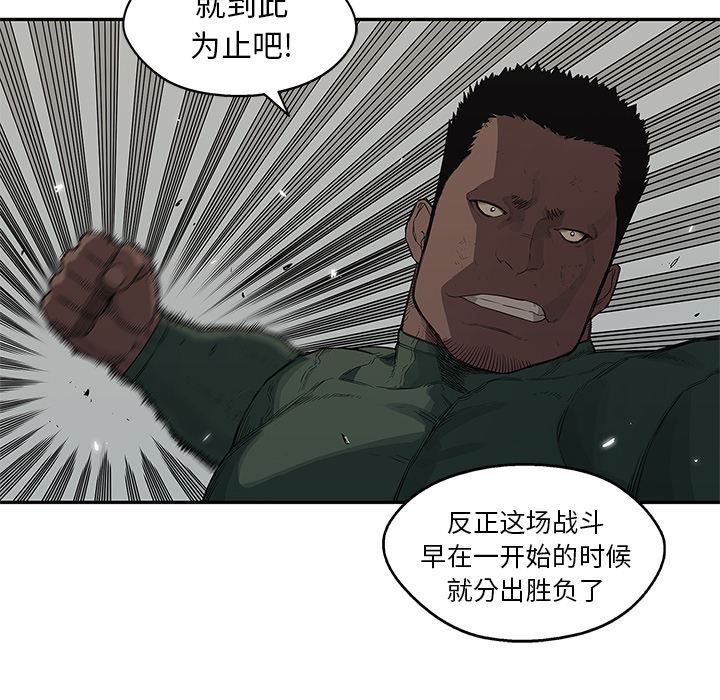 就到此
为止吧!
反正这场战斗
早在一开始的时候
就分出胜负了